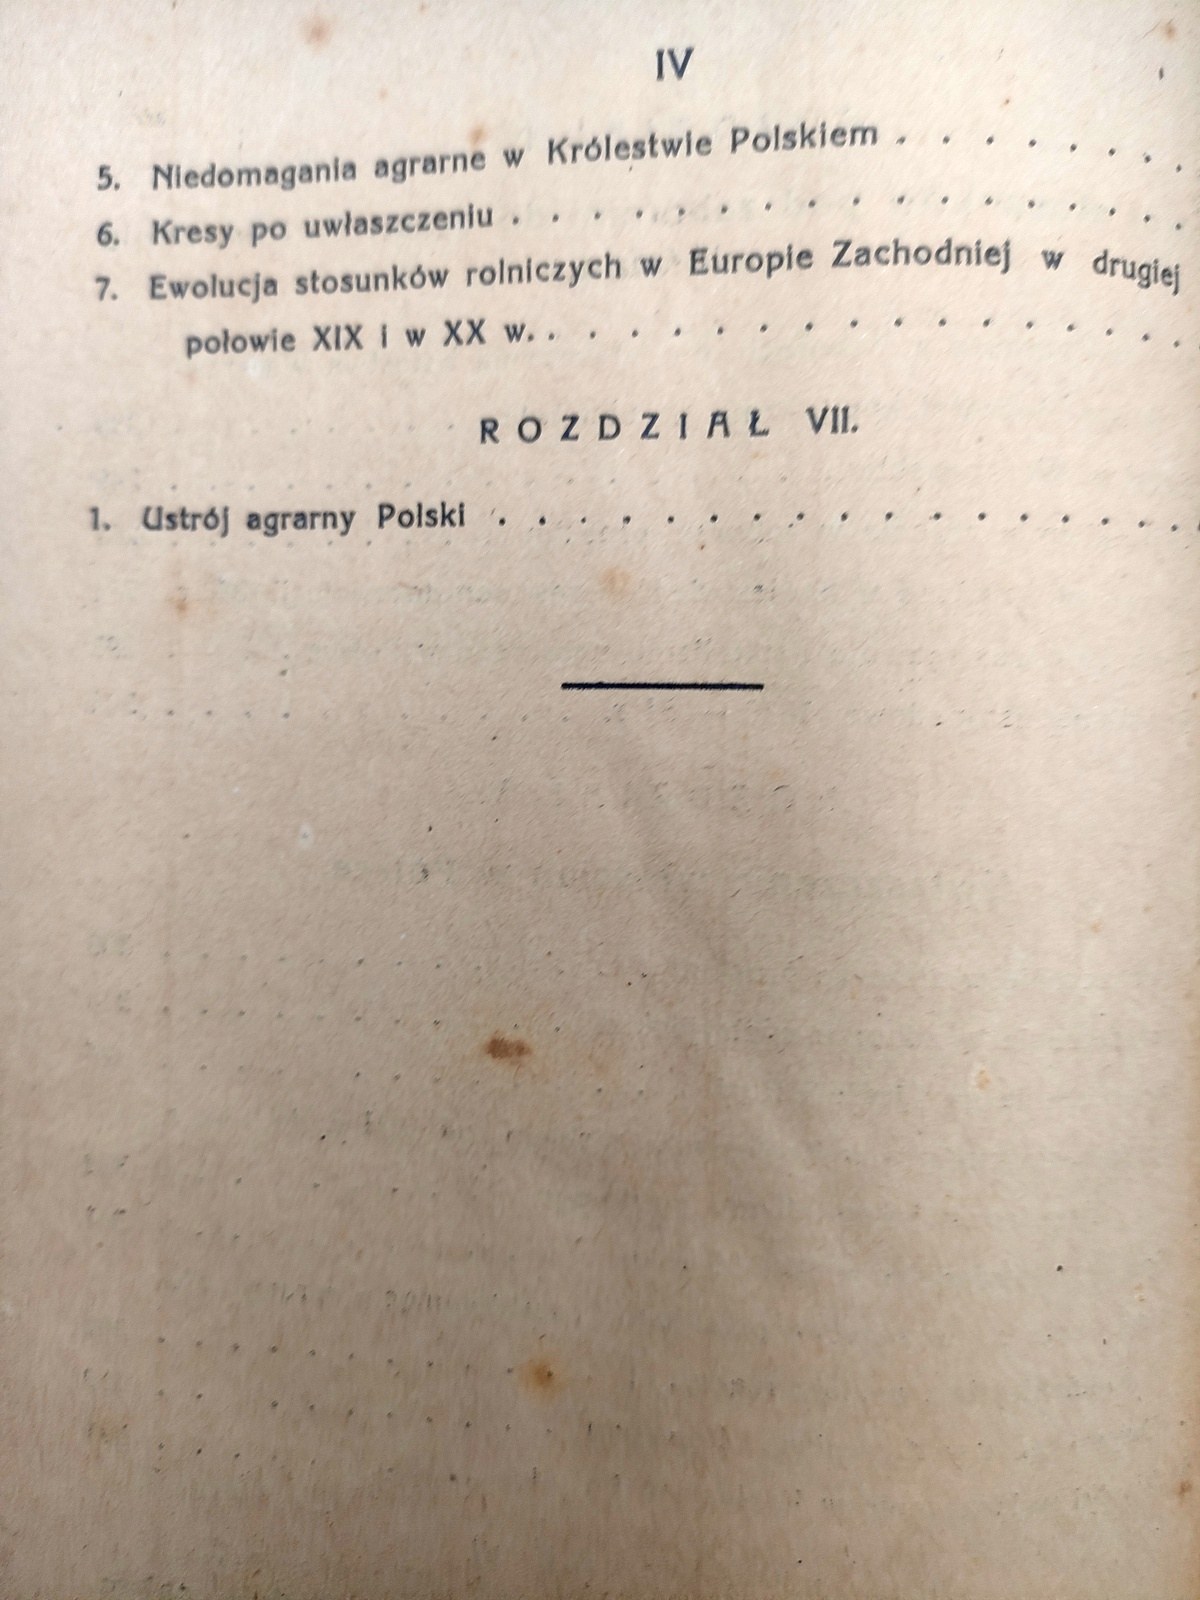 IV
5. Niedomagania agrarne w Królestwie Polskiem . . . . . . . .
6. Kresy po uwłaszczeniu . . . . . . . . . . . . . . . . .
7. Ewolucja stosunków rolniczych w Europie Zachodniej w drugiej
połowie XIX i w XX w. . . . . . . . . . . . . . . . .
ROZDZIAŁ VII.
1. Ustrój agrarny Polski . . . . . . . . . . . . . . . . .